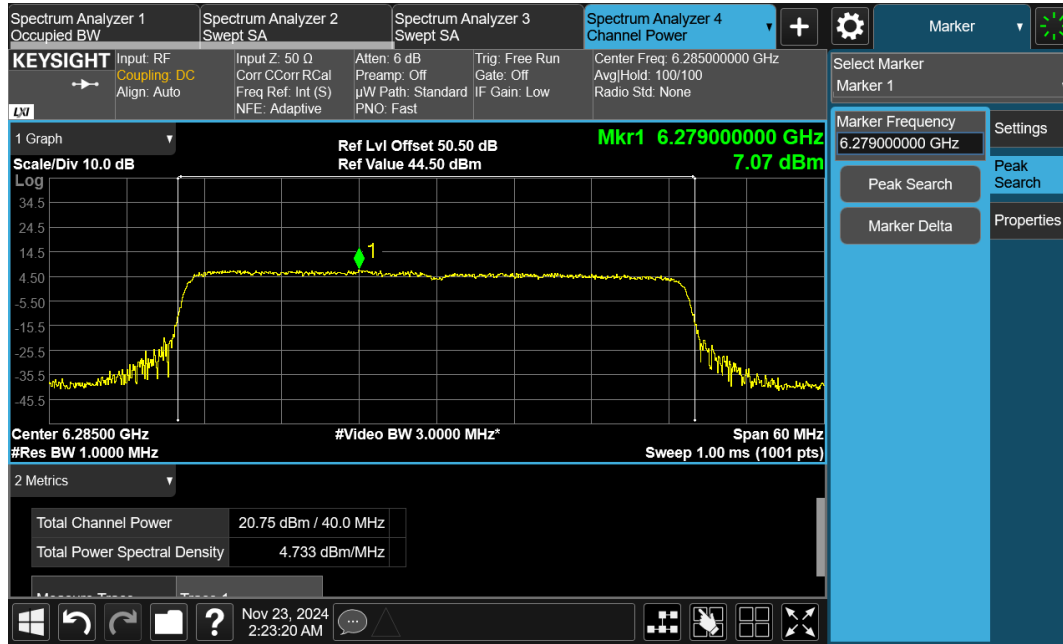 Spectrum Analyzer 1
Occupied BW
Spectrum Analyzer 2
Swept SA
Spectrum Analyzer 3
Swept SA
Spectrum Analyzer 4
Channel Power
Marker
KEYSIGHT
LXI
Input: RF
Coupling: DC
Align: Auto
Input Z: 50 Ω
Corr CCorr RCal
Freq Ref: Int (S)
NFE: Adaptive
Atten: 6 dB
Preamp: Off
µW Path: Standard
PNO: Fast
Trig: Free Run
Gate: Off
IF Gain: Low
Center Freq: 6.285000000 GHz
Avg|Hold: 100/100
Radio Std: None
Select Marker
Marker 1
1 Graph
Scale/Div 10.0 dB
Ref Lvl Offset 50.50 dB
Ref Value 44.50 dBm
Mkr1 6.279000000 GHz
7.07 dBm
Log
34.5
24.5
14.5
4.50
-5.50
-15.5
-25.5
-35.5
-45.5
1
Center 6.28500 GHz
#Res BW 1.0000 MHz
#Video BW 3.0000 MHz*
Span 60 MHz
Sweep 1.00 ms (1001 pts)
Marker Frequency
6.279000000 GHz
Peak Search
Marker Delta
Settings
Peak
Search
Properties
2 Metrics
Total Channel Power 20.75 dBm / 40.0 MHz
Total Power Spectral Density 4.733 dBm/MHz
Nov 23, 2024
2:23:20 AM